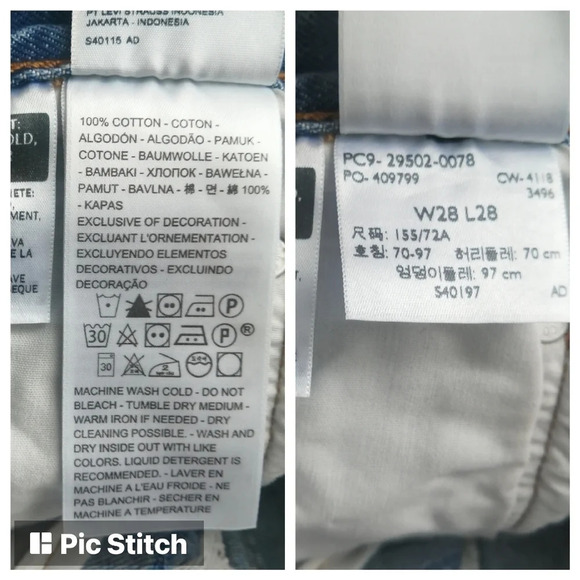 PT LEVI STRAUSS INDONESIA
JAKARTA - INDONESIA
S40115 AD
100% COTTON - COTON -
ALGODÓN - ALGODÃO - PAMUK -
COTONE - BAUMWOLLE - KATOEN
- BAMBAKI - ХЛОПОК - BAWEŁNA -
PAMUT - BAVLNA - 棉 - 면 - 綿 100%
- KAPAS
EXCLUSIVE OF DECORATION -
EXCLUANT L'ORNEMENTATION -
EXCLUYENDO ELEMENTOS
DECORATIVOS - EXCLUINDO
DECORAÇÃO
P
30 P ®
30 2
MACHINE WASH COLD - DO NOT
BLEACH - TUMBLE DRY MEDIUM -
WARM IRON IF NEEDED - DRY
CLEANING POSSIBLE. - WASH AND
DRY INSIDE OUT WITH LIKE
COLORS. LIQUID DETERGENT IS
RECOMMENDED. - LAVER EN
MACHINE A L'EAU FROIDE - NE
PAS BLANCHIR - SECHER EN
MACHINE A TEMPERATURE
Pic Stitch
PC9- 29502-0078
PO- 409799 CW- 4118
3496
W28 L28
尺码: 155/72A
호칭: 70-97 허리둘레: 70 cm
엉덩이둘레: 97 cm
S40197 AD